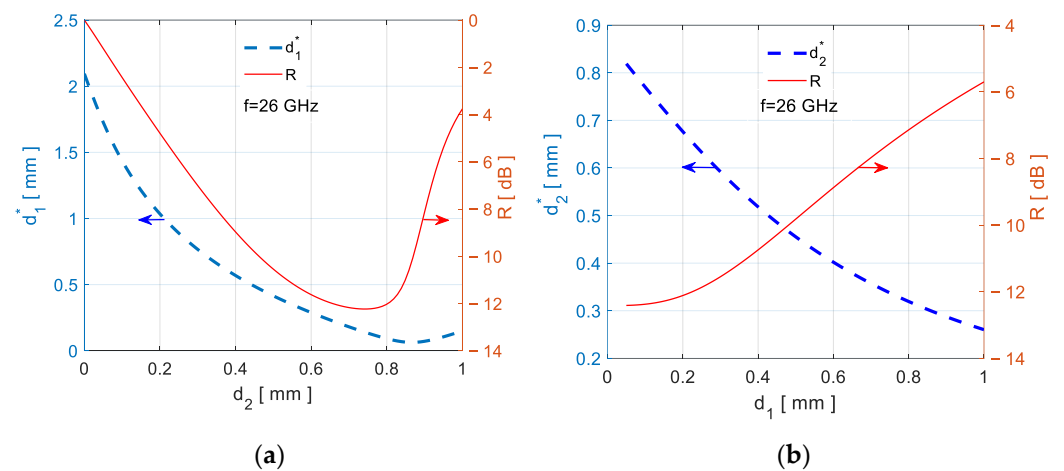 2.5
2
1.5
1
0.5
0
d₁* [ mm ]
d₁*
R
f=26 GHz
0
− 2
− 4
− 6
− 8
− 10
− 12
− 14
R [ dB ]
0 0.2 0.4 0.6 0.8 1
d₂ [ mm ]
(a)
0.9
0.8
0.7
0.6
0.5
0.4
0.3
0.2
d₂* [ mm ]
d₂*
R
f=26 GHz
− 4
− 6
− 8
− 10
− 12
− 14
R [ dB ]
0 0.2 0.4 0.6 0.8 1
d₁ [ mm ]
(b)